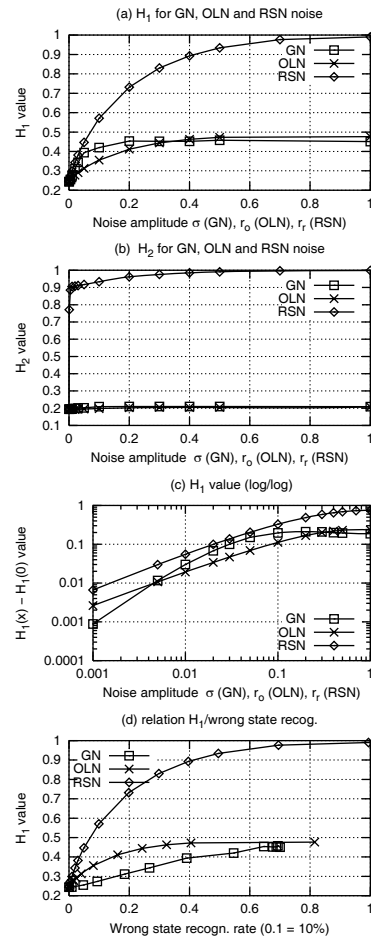 (a) H1 for GN, OLN and RSN noise
1
0.9
0.8
0.7
0.6
0.5
0.4
0.3
0.2
H1 value
GN
OLN
RSN
0 0.2 0.4 0.6 0.8 1
Noise amplitude σ (GN), ro (OLN), rr (RSN)
(b) H2 for GN, OLN and RSN noise
1
0.9
0.8
0.7
0.6
0.5
0.4
0.3
0.2
0.1
H2 value
GN
OLN
RSN
0 0.2 0.4 0.6 0.8 1
Noise amplitude σ (GN), ro (OLN), rr (RSN)
(c) H1 value (log/log)
1
0.1
0.01
0.001
0.0001
H1(x) − H1(0) value
GN
OLN
RSN
0.001 0.01 0.1 1
Noise amplitude σ (GN), ro (OLN), rr (RSN)
(d) relation H1/wrong state recog.
1
0.9
0.8
0.7
0.6
0.5
0.4
0.3
0.2
H1 value
GN
OLN
RSN
0 0.2 0.4 0.6 0.8 1
Wrong state recogn. rate (0.1 = 10%)